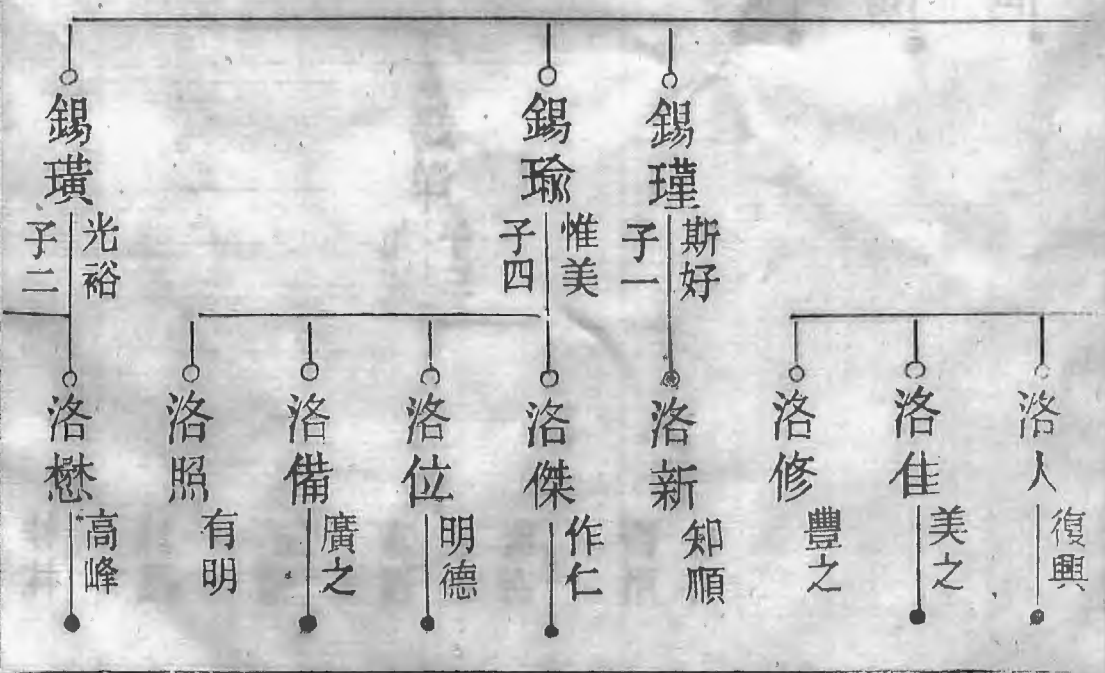 錫瑾
斯好
子一
錫瑜
惟美
子四
錫璜
光裕
子二
洛人
復興
洛佳
美之
洛修
豐之
洛新
知順
洛傑
作仁
洛位
明德
洛備
廣之
洛照
有明
洛懋
高峰